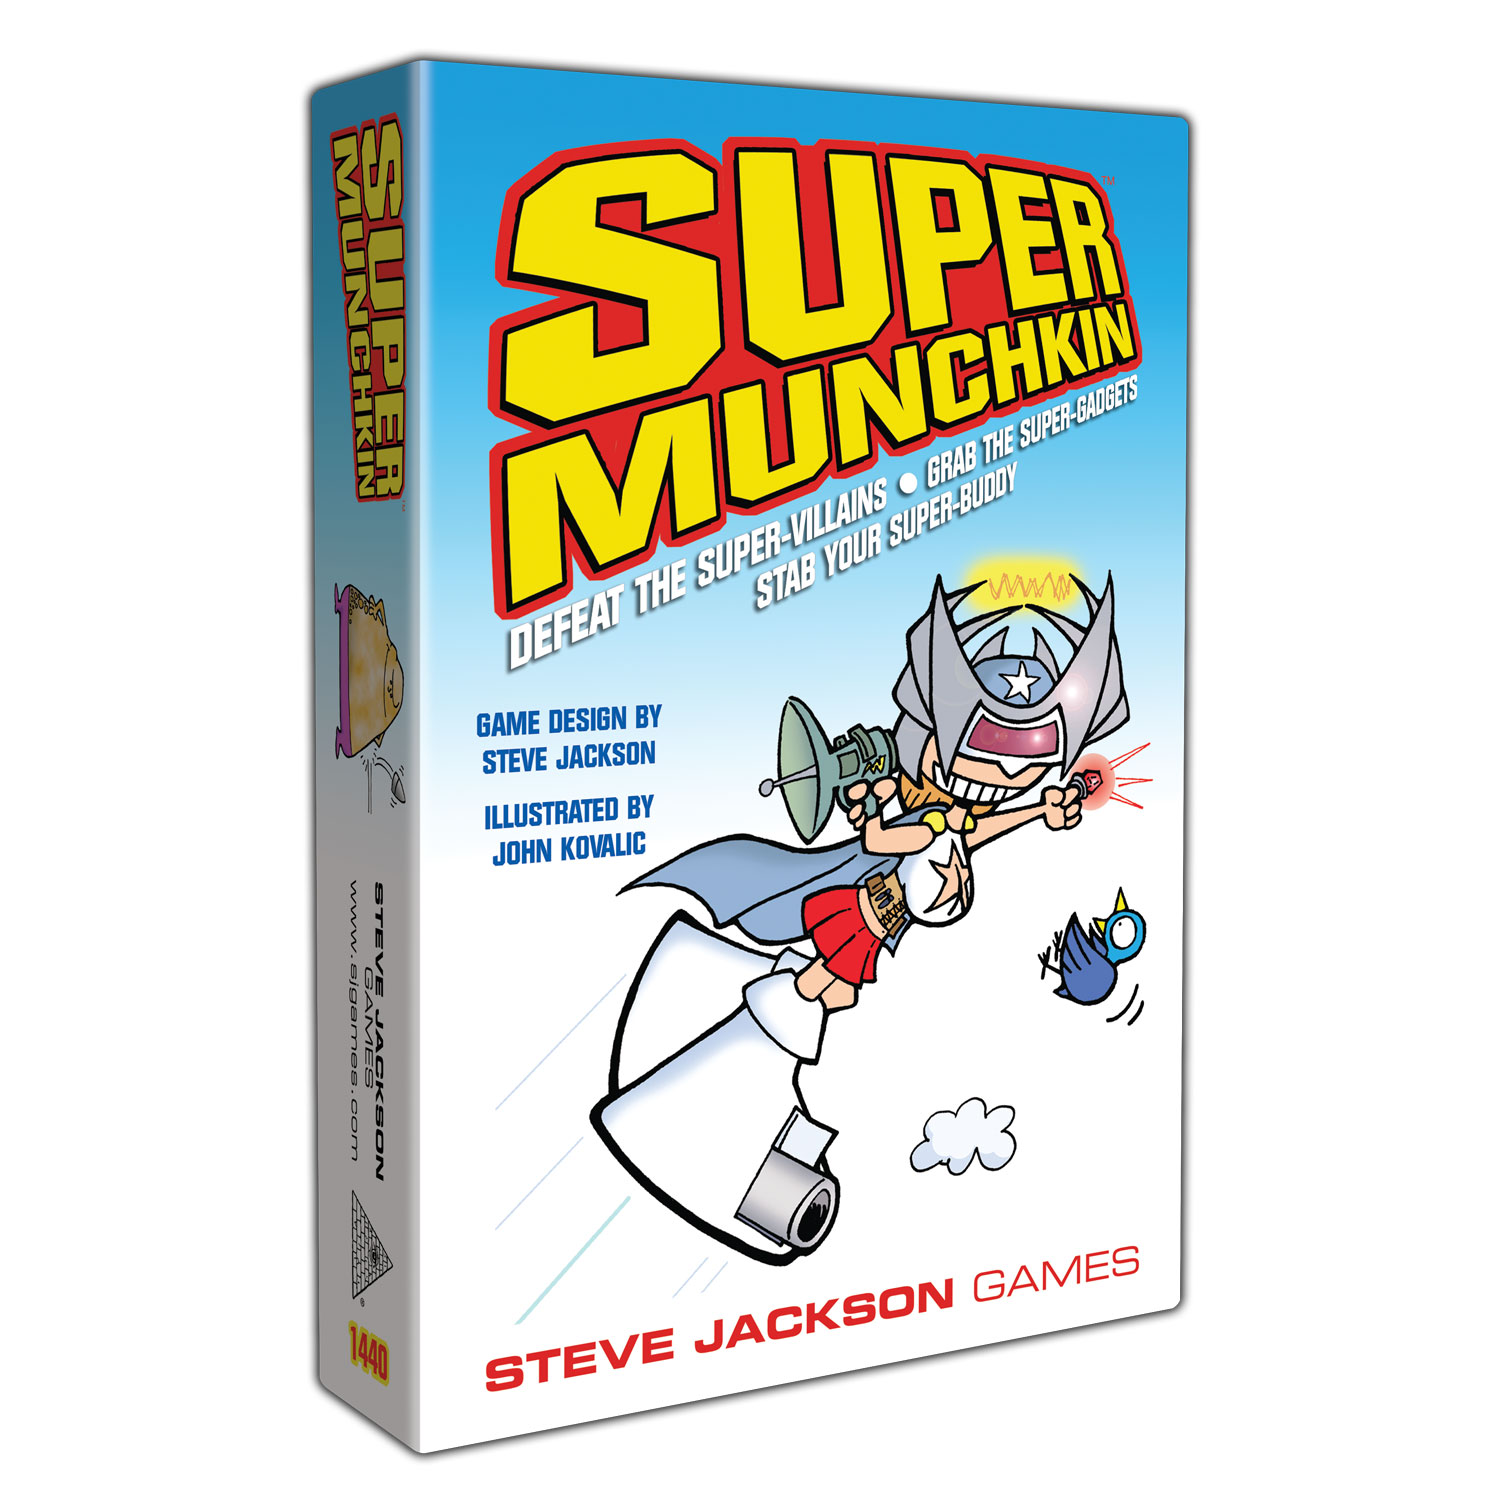 SUPER
MUNCHKIN
STEVE JACKSON
GAMES
www.sjgames.com
®
1440
SUPER™
MUNCHKIN
DEFEAT THE SUPER-VILLAINS • GRAB THE SUPER-GADGETS
STAB YOUR SUPER-BUDDY
GAME DESIGN BY
STEVE JACKSON
ILLUSTRATED BY
JOHN KOVALIC
STEVE JACKSON GAMES